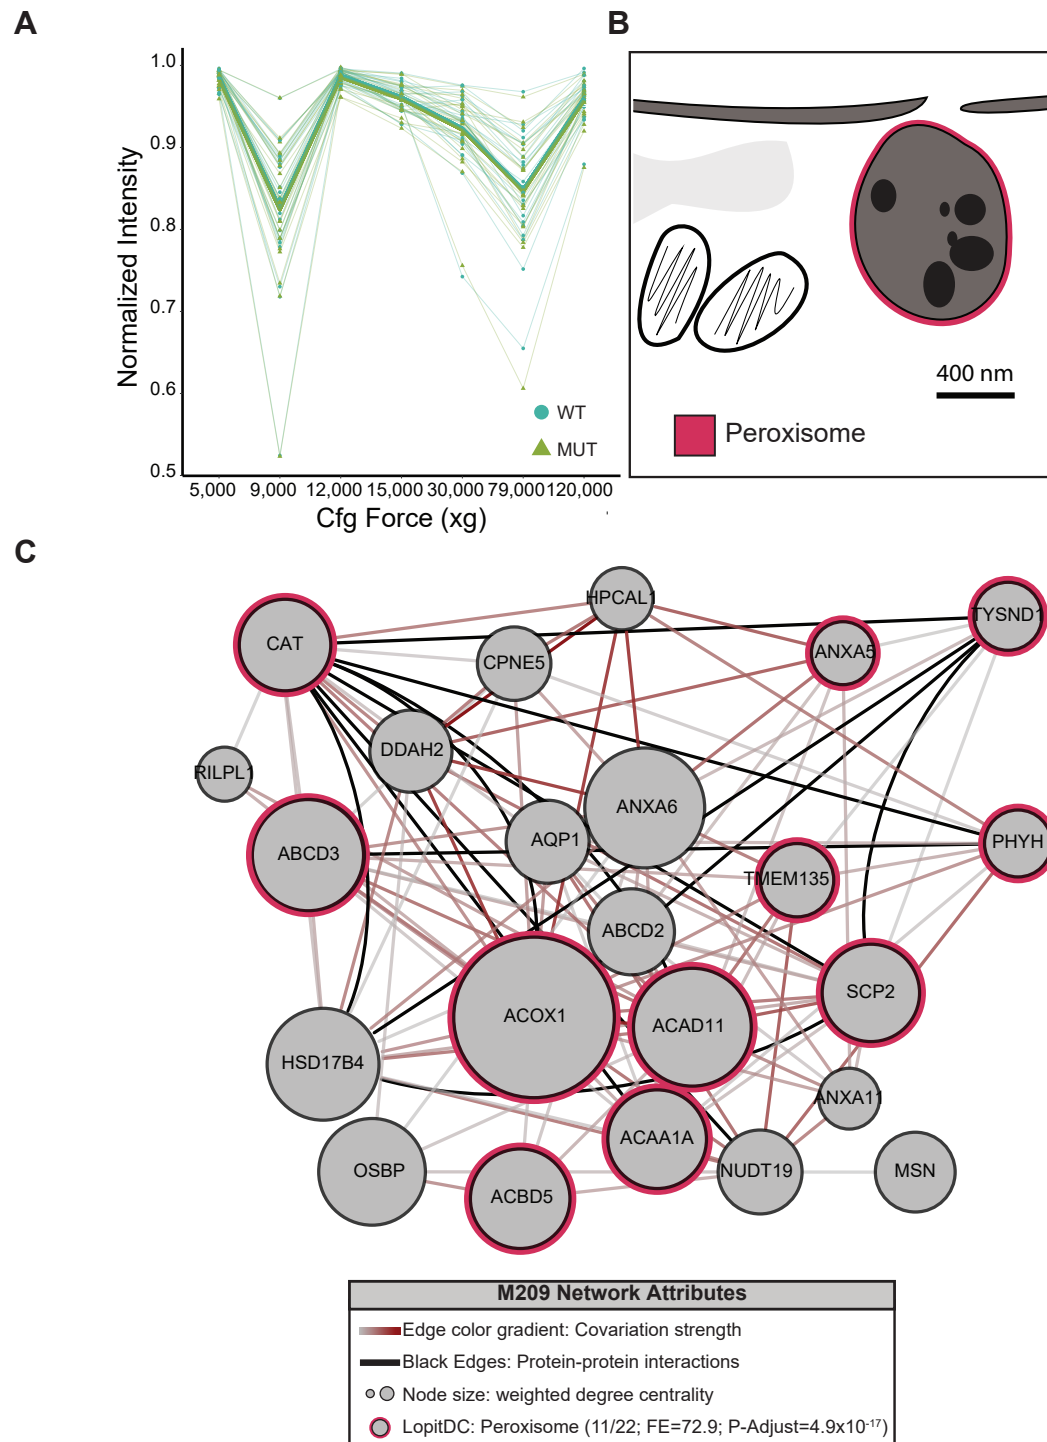 A
B
Normalized Intensity
1.0
0.9
0.8
0.7
0.6
0.5
WT
MUT
5,000 9,000 12,000 15,000 30,000 79,000 120,000
Cfg Force (xg)
400 nm
Peroxisome
C
HPCAL1
TYSND1
CAT
CPNE5
ANXA5
DDAH2
RILPL1
ANXA6
AQP1
PHYH
ABCD3
TMEM135
ABCD2
SCP2
ACOX1
ACAD11
HSD17B4
ANXA11
ACAA1A
OSBP
NUDT19
MSN
ACBD5
M209 Network Attributes
Edge color gradient: Covariation strength
Black Edges: Protein-protein interactions
Node size: weighted degree centrality
LopitDC: Peroxisome (11/22; FE=72.9; P-Adjust=4.9x10⁻¹⁷)